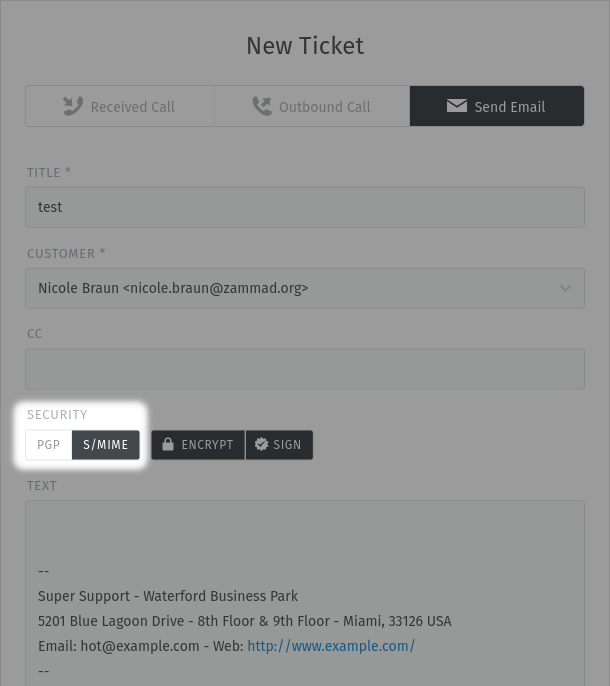 New Ticket
Received Call Outbound Call Send Email
TITLE *
test
CUSTOMER *
Nicole Braun <nicole.braun@zammad.org>
CC
SECURITY
PGP S/MIME ENCRYPT SIGN
TEXT
--
Super Support - Waterford Business Park
5201 Blue Lagoon Drive - 8th Floor & 9th Floor - Miami, 33126 USA
Email: hot@example.com - Web: http://www.example.com/
--